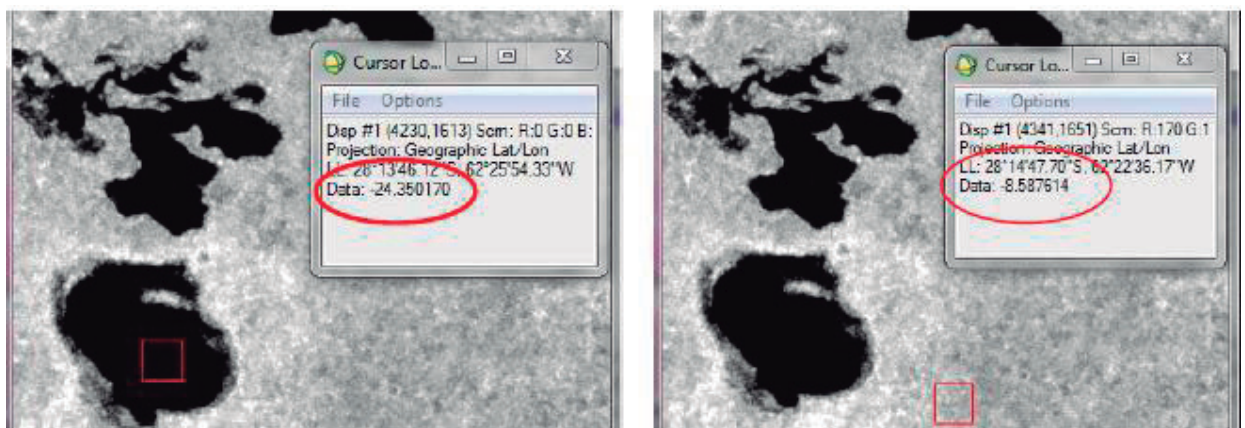 Cursor Lo...
File Options
Disp #1 (4230,1613) Scrn: R:0 G:0 B:
Projection: Geographic Lat/Lon
LL: 28°13'46.12"S, 62°25'54.33"W
Data: -24.350170
Cursor Lo...
File Options
Disp #1 (4341,1651) Scrn: R:170 G:1
Projection: Geographic Lat/Lon
LL: 28°14'47.70"S, 62°22'36.17"W
Data: -8.587614